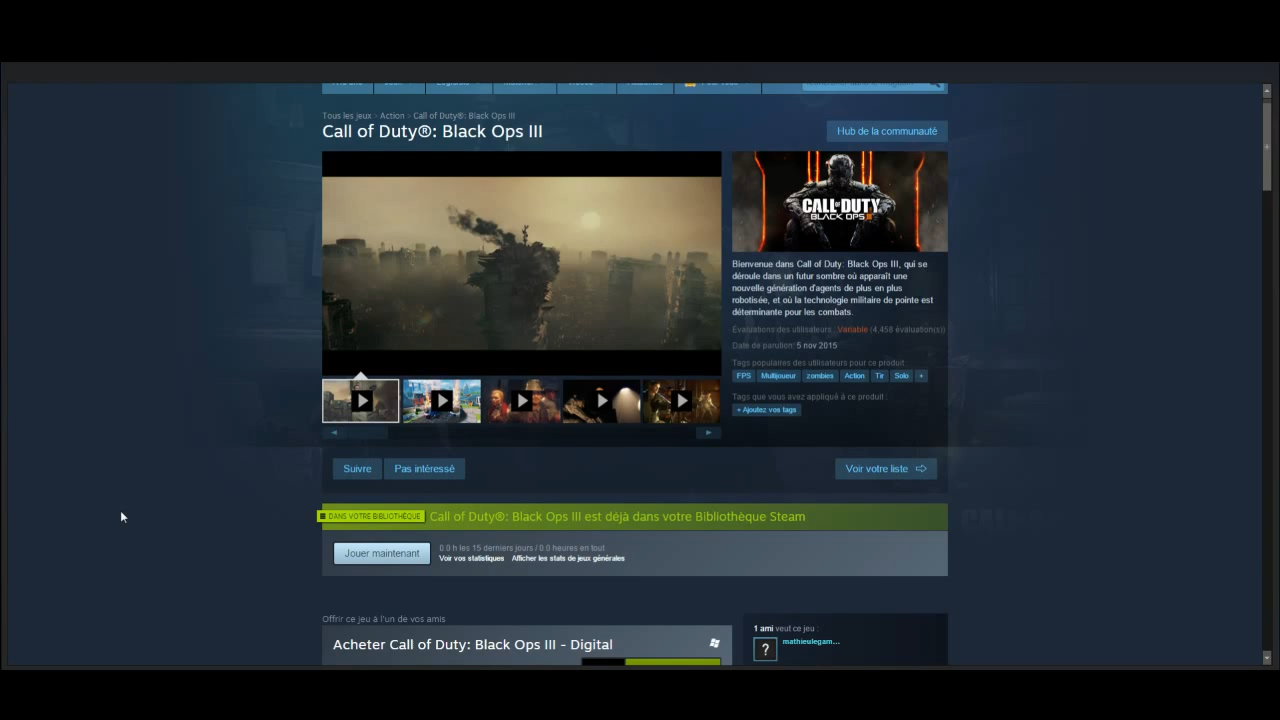 Tous les jeux > Action > Call of Duty®: Black Ops III
Call of Duty®: Black Ops III
Hub de la communauté
CALL OF DUTY
BLACK OPS III
Bienvenue dans Call of Duty: Black Ops III, qui se
déroule dans un futur sombre où apparaît une
nouvelle génération d'agents de plus en plus
robotisée, et où la technologie militaire de pointe est
déterminante pour les combats.
Évaluations des utilisateurs : Variable (4,458 évaluation(s))
Date de parution: 5 nov 2015
Tags populaires des utilisateurs pour ce produit :
FPS Multijoueur zombies Action Tir Solo +
Tags que vous avez appliqué à ce produit :
+ Ajoutez vos tags
Suivre Pas intéressé Voir votre liste
DANS VOTRE BIBLIOTHÈQUE Call of Duty®: Black Ops III est déjà dans votre Bibliothèque Steam
Jouer maintenant
0.0 h les 15 derniers jours / 0.0 heures en tout
Voir vos statistiques Afficher les stats de jeux générales
Offrir ce jeu à l'un de vos amis
Acheter Call of Duty: Black Ops III - Digital
1 ami veut ce jeu :
mathieulegam...
?